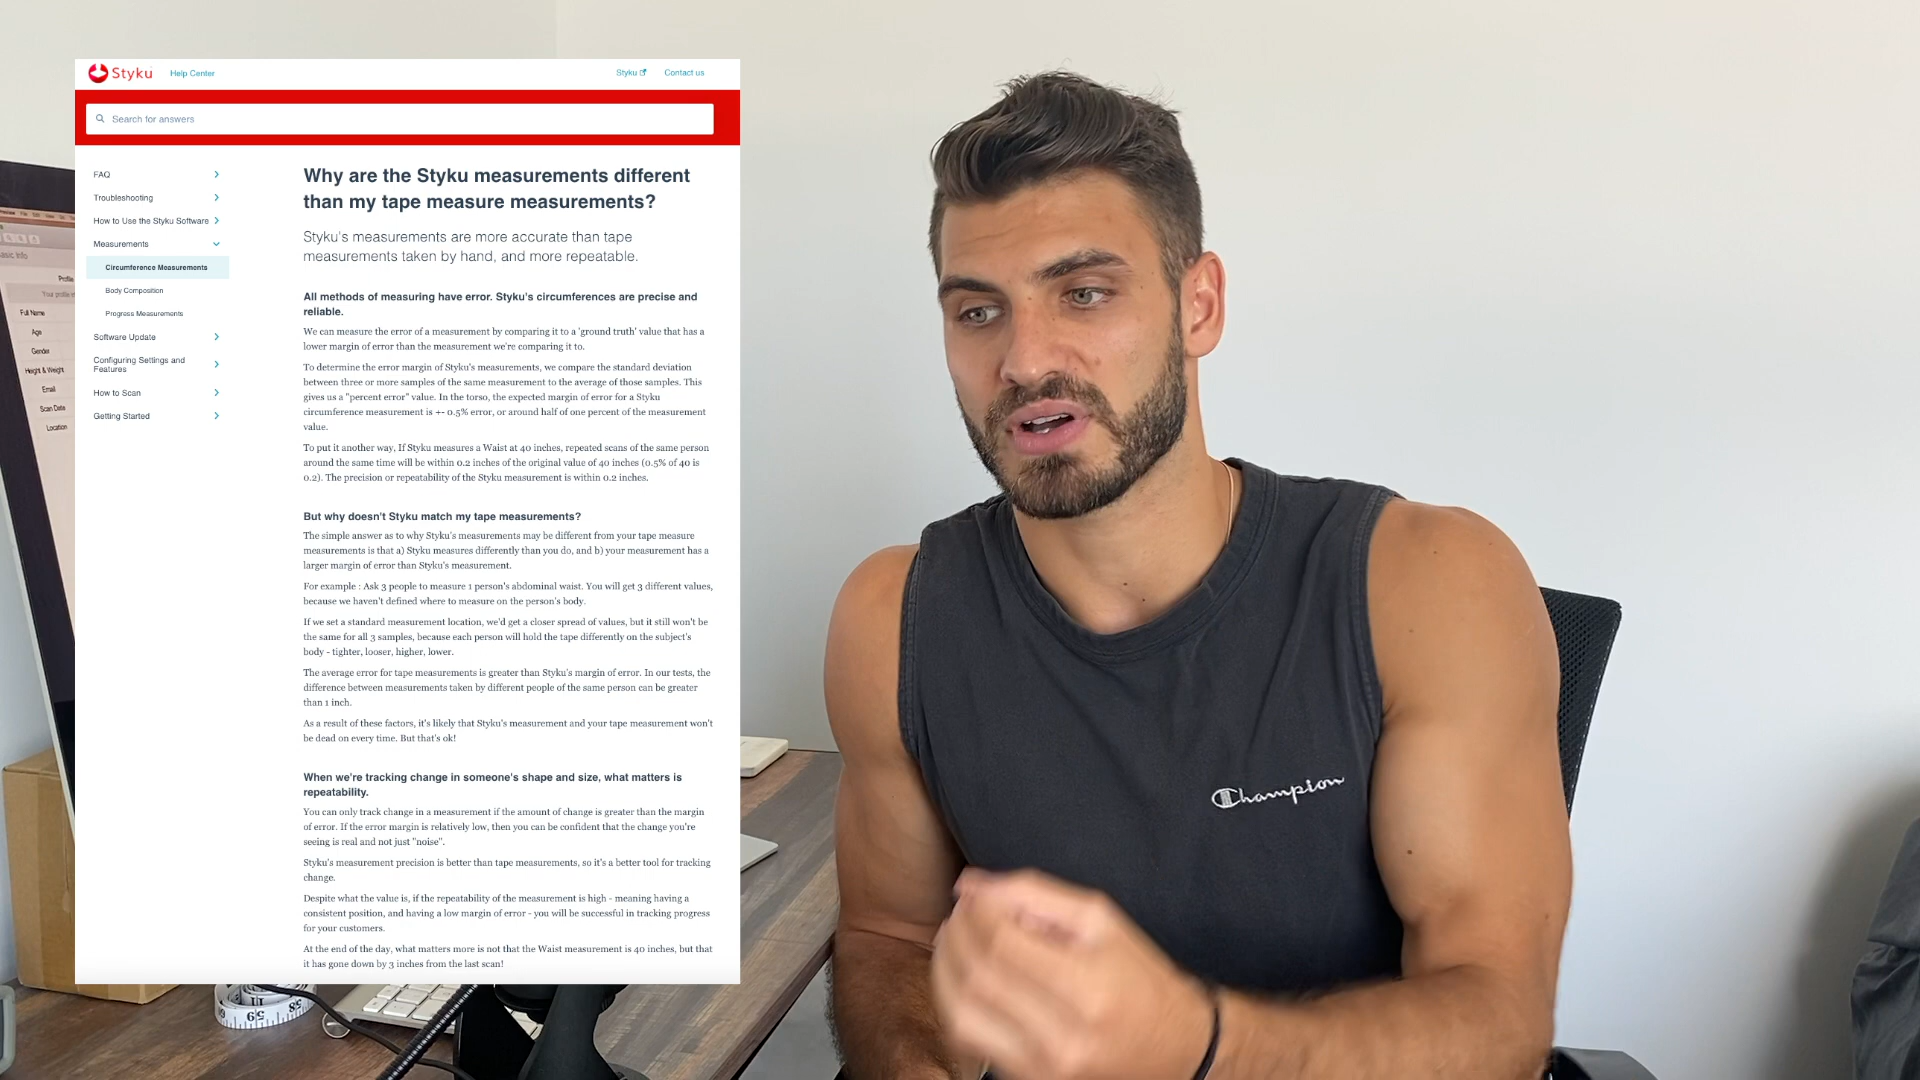 Styku
Help Center
Styku
Contact us
Search for answers
FAQ
Troubleshooting
How to Use the Styku Software
Measurements
Circumference Measurements
Body Composition
Progress Measurements
Software Update
Configuring Settings and
Features
How to Scan
Getting Started
Why are the Styku measurements different
than my tape measure measurements?
Styku's measurements are more accurate than tape
measurements taken by hand, and more repeatable.
All methods of measuring have error. Styku's circumferences are precise and
reliable.
We can measure the error of a measurement by comparing it to a 'ground truth' value that has a
lower margin of error than the measurement we're comparing it to.
To determine the error margin of Styku's measurements, we compare the standard deviation
between three or more samples of the same measurement to the average of those samples. This
gives us a "percent error" value. In the torso, the expected margin of error for a Styku
circumference measurement is +- 0.5% error, or around half of one percent of the measurement
value.
To put it another way, If Styku measures a Waist at 40 inches, repeated scans of the same person
around the same time will be within 0.2 inches of the original value of 40 inches (0.5% of 40 is
0.2). The precision or repeatability of the Styku measurement is within 0.2 inches.
But why doesn't Styku match my tape measurements?
The simple answer as to why Styku's measurements may be different from your tape measure
measurements is that a) Styku measures differently than you do, and b) your measurement has a
larger margin of error than Styku's measurement.
For example : Ask 3 people to measure 1 person's abdominal waist. You will get 3 different values,
because we haven't defined where to measure on the person's body.
If we set a standard measurement location, we'd get a closer spread of values, but it still won't be
the same for all 3 samples, because each person will hold the tape differently on the subject's
body - tighter, looser, higher, lower.
The average error for tape measurements is greater than Styku's margin of error. In our tests, the
difference between measurements taken by different people of the same person can be greater
than 1 inch.
As a result of these factors, it's likely that Styku's measurement and your tape measurement won't
be dead on every time. But that's ok!
When we're tracking change in someone's shape and size, what matters is
repeatability.
You can only track change in a measurement if the amount of change is greater than the margin
of error. If the error margin is relatively low, then you can be confident that the change you're
seeing is real and not just "noise".
Styku's measurement precision is better than tape measurements, so it's a better tool for tracking
change.
Despite what the value is, if the repeatability of the measurement is high - meaning having a
consistent position, and having a low margin of error - you will be successful in tracking progress
for your customers.
At the end of the day, what matters more is not that the Waist measurement is 40 inches, but that
it has gone down by 3 inches from the last scan!
Profile
Full Name
Age
Gender
Height & Weight
Email
Scan Date
Location
Champion
59
58